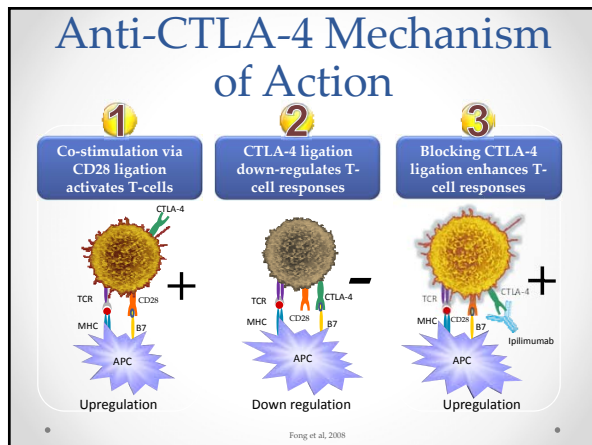 Anti-CTLA-4 Mechanism
of Action
1
Co-stimulation via
CD28 ligation
activates T-cells
CTLA-4
+
TCR
CD28
MHC
B7
APC
Upregulation
2
CTLA-4 ligation
down-regulates T-
cell responses
-
TCR
CTLA-4
CD28
MHC
B7
APC
Down regulation
3
Blocking CTLA-4
ligation enhances T-
cell responses
+
TCR
CTLA-4
CD28
MHC
B7
Ipilimumab
APC
Upregulation
Fong et al, 2008